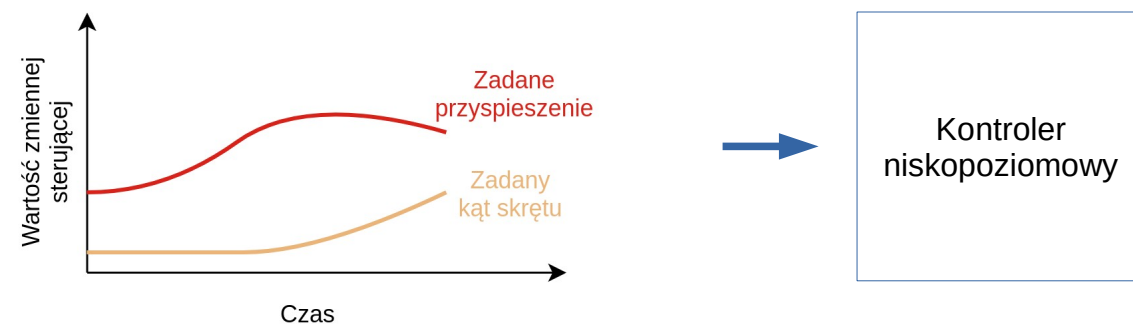 Wartość zmiennej
sterującej
Zadane
przyspieszenie
Zadany
kąt skrętu
Czas
Kontroler
niskopoziomowy